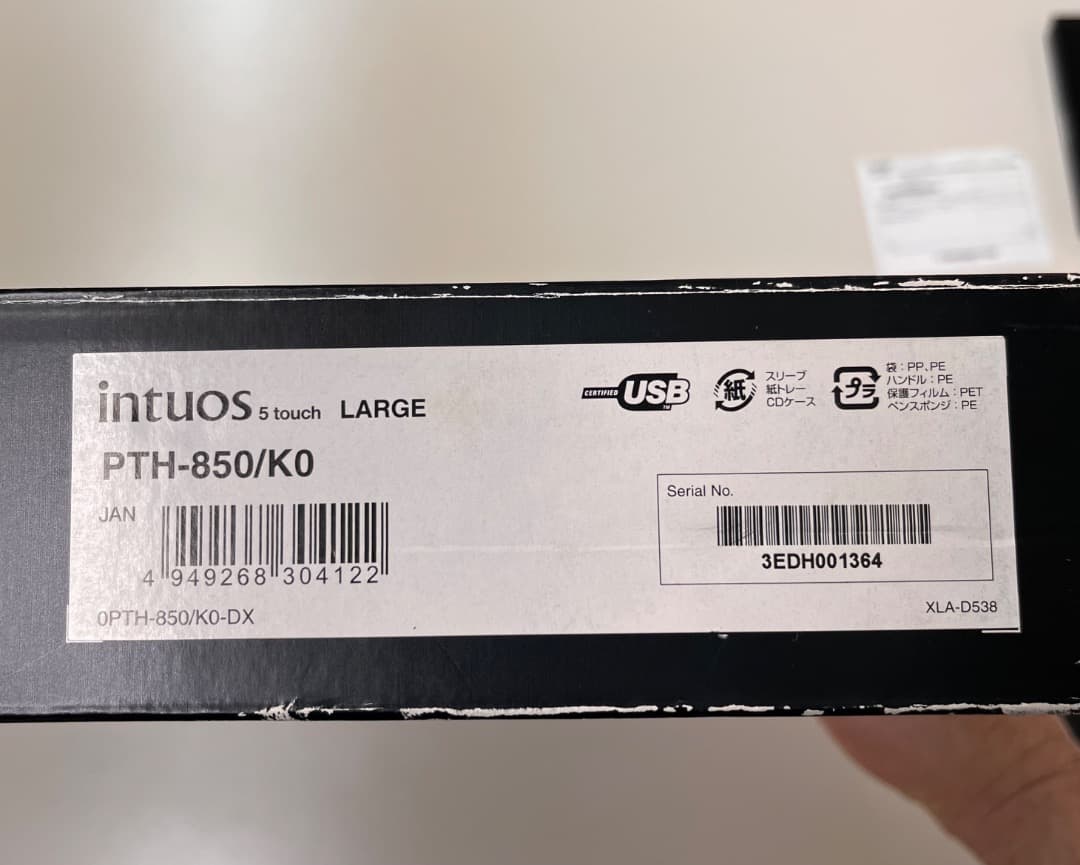 intuos 5 touch LARGE
CERTIFIED USB TM
紙
スリーブ
紙トレー
CDケース
プラ
袋：PP、PE
ハンドル：PE
保護フィルム：PET
ペンスポンジ：PE
PTH-850/K0
JAN
4 949268 304122
0PTH-850/K0-DX
Serial No.
3EDH001364
XLA-D538